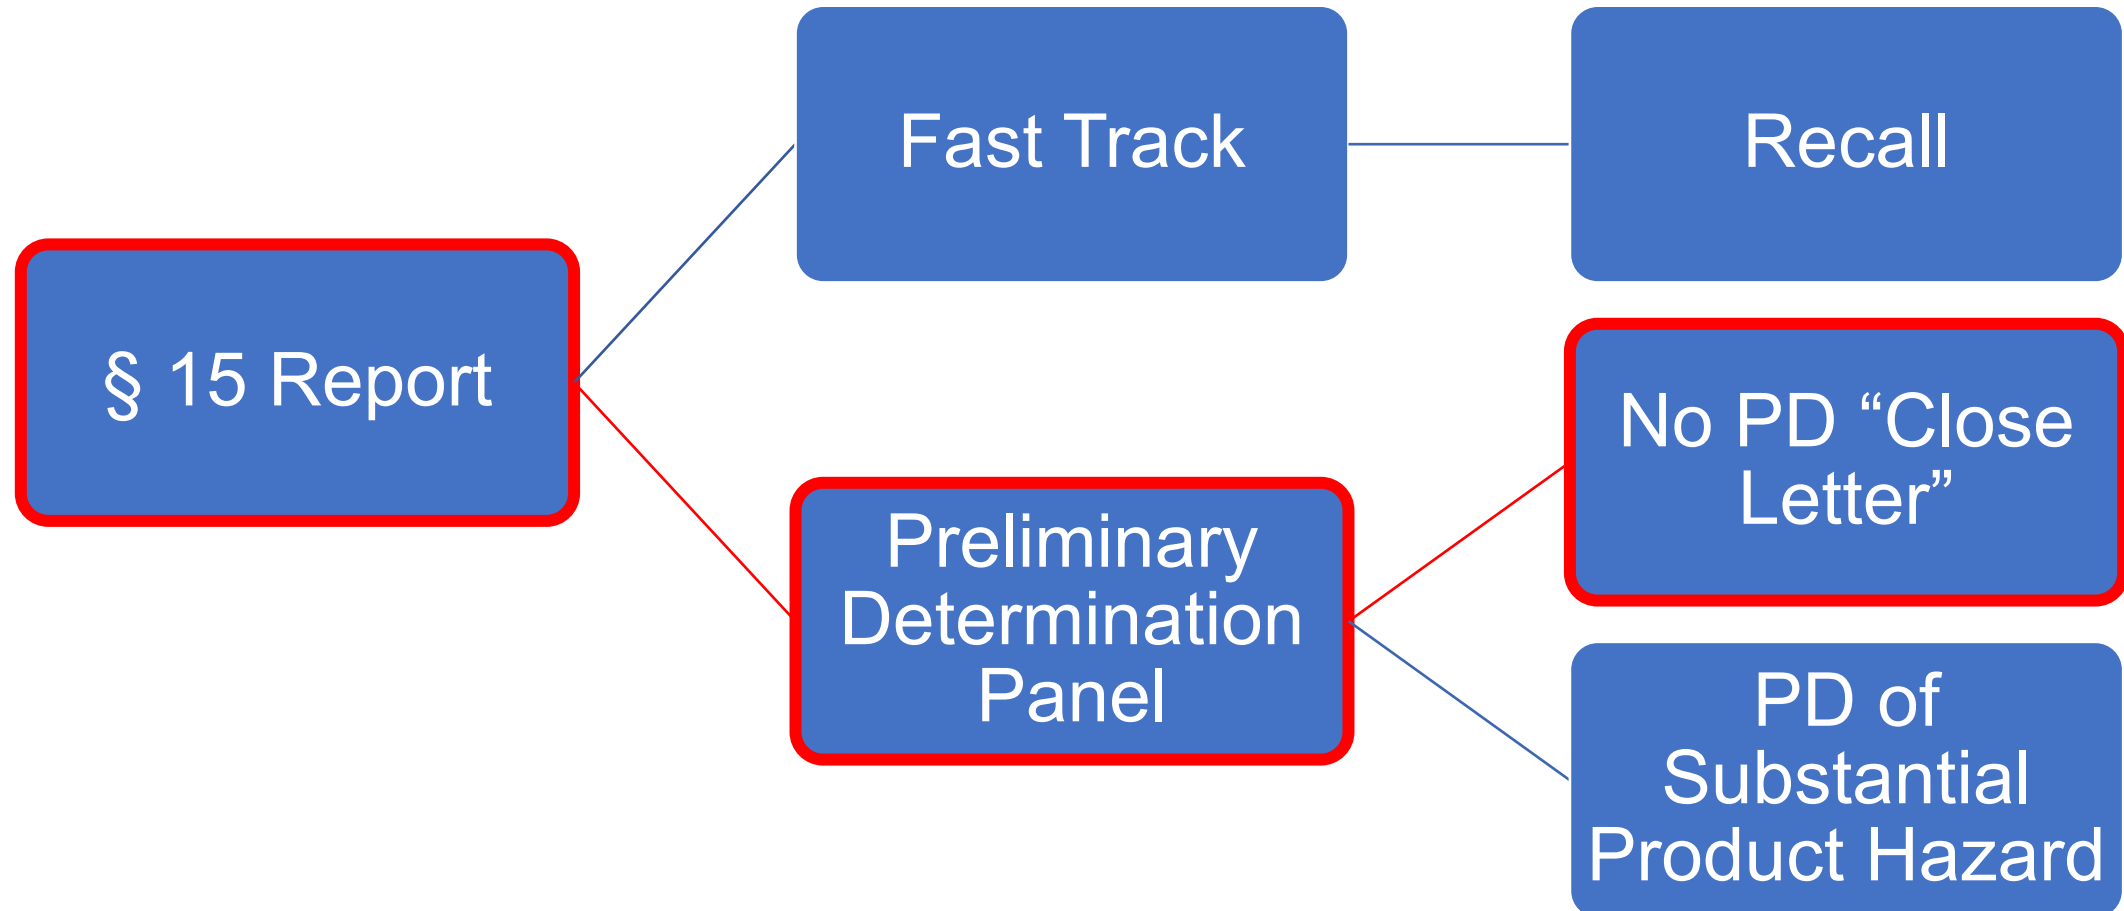 Fast Track
Recall
§ 15 Report
No PD “Close
Letter”
Preliminary
Determination
Panel
PD of
Substantial
Product Hazard